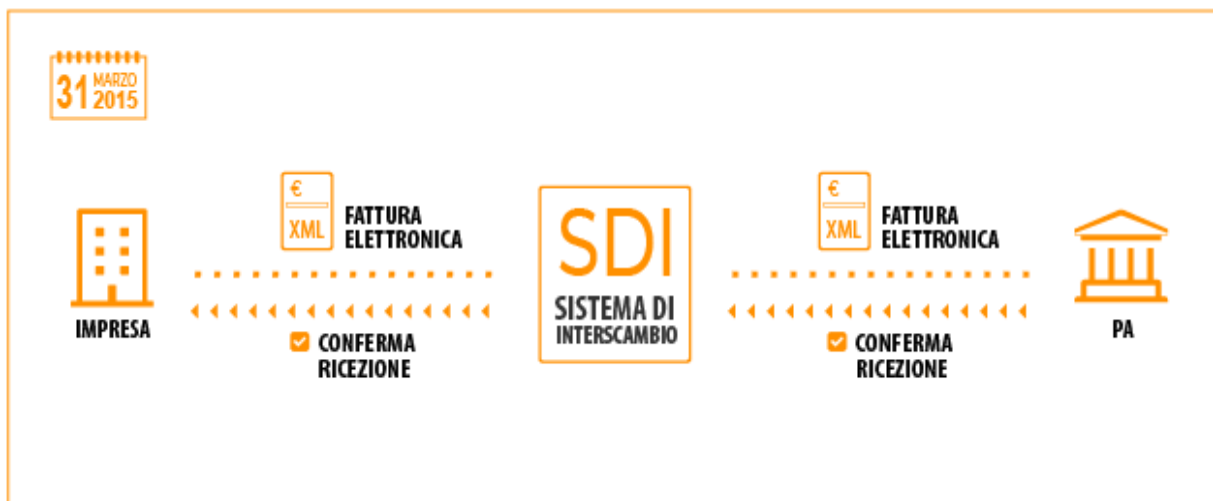 31 MARZO
2015
€
XML
FATTURA
ELETTRONICA
IMPRESA
CONFERMA
RICEZIONE
SDI
SISTEMA DI
INTERSCAMBIO
€
XML
FATTURA
ELETTRONICA
CONFERMA
RICEZIONE
PA